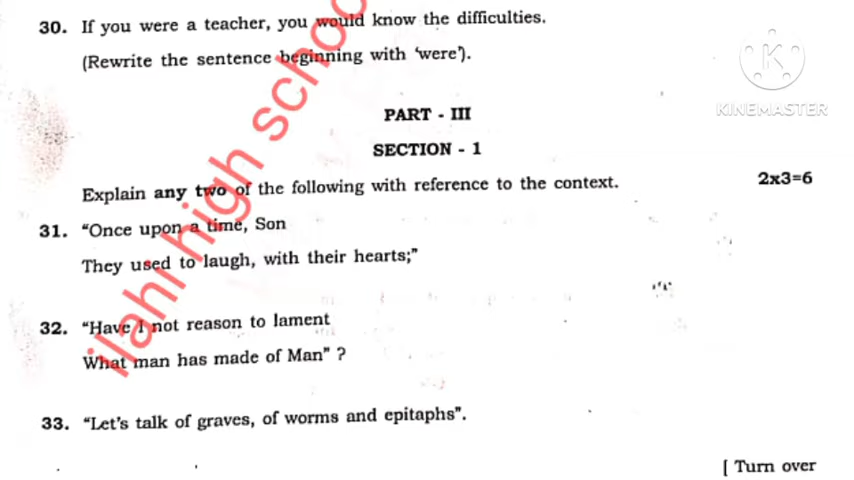 30. If you were a teacher, you would know the difficulties.
(Rewrite the sentence beginning with 'were').
KINEMASTER
PART - III
SECTION - 1
Explain any two of the following with reference to the context. 2x3=6
31. "Once upon a time, Son
They used to laugh, with their hearts;"
32. "Have I not reason to lament
What man has made of Man" ?
33. "Let's talk of graves, of worms and epitaphs".
[ Turn over
ilahi high school